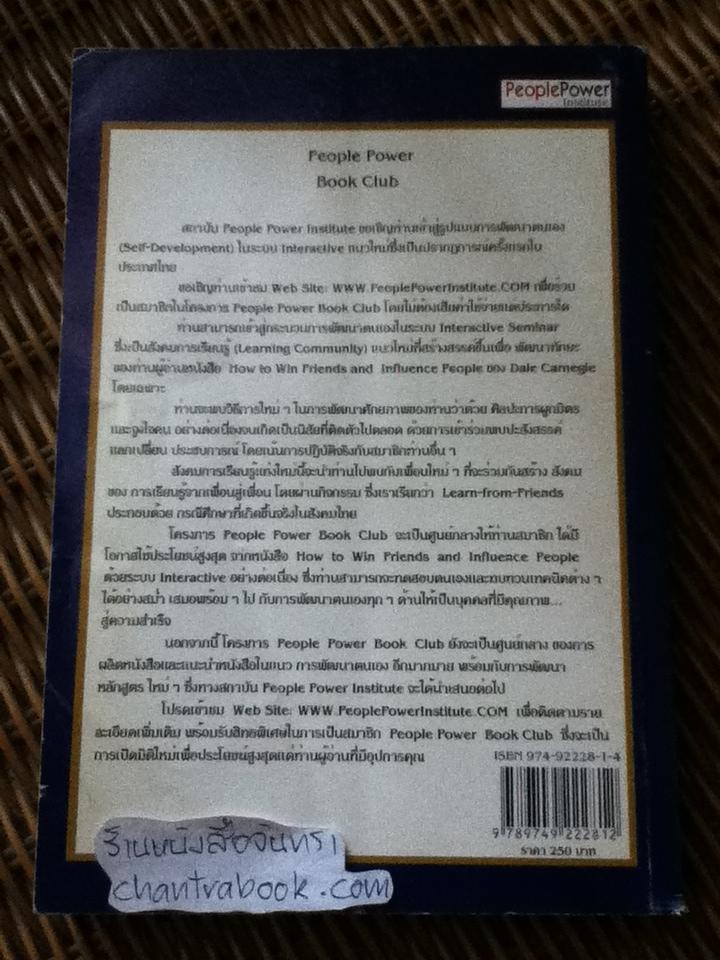 PeoplePower
Institute
People Power
Book Club
สถาบัน People Power Institute ขอเชิญท่านเข้าสู่รูปแบบการพัฒนาตนเอง
(Self-Development) ในระบบ Interactive แนวใหม่ซึ่งเป็นปรากฏการณ์ครั้งแรกใน
ประเทศไทย
ขอเชิญท่านเข้าชม Web Site: WWW.PeoplePowerInstitute.COM เพื่อร่วม
เป็นสมาชิกในโครงการ People Power Book Club โดยไม่ต้องเสียค่าใช้จ่ายแต่ประการใด
ท่านสามารถเข้าสู่กระบวนการพัฒนาตนเองในระบบ Interactive Seminar
ซึ่งเป็นสังคมการเรียนรู้ (Learning Community) แนวใหม่ที่สร้างสรรค์ขึ้นเพื่อ พัฒนาทักษะ
ของท่านผู้อ่านหนังสือ How to Win Friends and Influence People ของ Dale Carnegie
โดยเฉพาะ
ท่านจะพบวิธีการใหม่ ๆ ในการพัฒนาศักยภาพของท่านว่าด้วย ศิลปะการผูกมิตร
และจูงใจคน อย่างต่อเนื่องจนเกิดเป็นนิสัยที่ติดตัวไปตลอด ด้วยการเข้าร่วมพบปะสังสรรค์
แลกเปลี่ยน ประสบการณ์ โดยเน้นการปฏิบัติจริงกับสมาชิกท่านอื่น ๆ
สังคมการเรียนรู้แห่งใหม่นี้จะนำท่านไปพบกับเพื่อนใหม่ ๆ ที่จะร่วมกันสร้าง สังคม
ของ การเรียนรู้จากเพื่อนสู่เพื่อน โดยผ่านกิจกรรม ซึ่งเราเรียกว่า Learn-from-Friends
ประกอบด้วย กรณีศึกษาที่เกิดขึ้นจริงในสังคมไทย
โครงการ People Power Book Club จะเป็นศูนย์กลางให้ท่านสมาชิก ได้มี
โอกาสใช้ประโยชน์สูงสุด จากหนังสือ How to Win Friends and Influence People
ด้วยระบบ Interactive อย่างต่อเนื่อง ซึ่งท่านสามารถจะทดสอบตนเองและทบทวนเทคนิคต่าง ๆ
ได้อย่างสม่ำ เสมอพร้อม ๆ ไป กับการพัฒนาตนเองทุก ๆ ด้านให้เป็นบุคคลที่มีคุณภาพ...
สู่ความสำเร็จ
นอกจากนี้ โครงการ People Power Book Club ยังจะเป็นศูนย์กลาง ของการ
ผลิตหนังสือและแนะนำหนังสือในแนว การพัฒนาตนเอง อีกมากมาย พร้อมกับการพัฒนา
หลักสูตร ใหม่ ๆ ซึ่งทางสถาบัน People Power Institute จะได้นำเสนอต่อไป
โปรดเข้าชม Web Site: WWW.PeoplePowerInstitute.COM เพื่อติดตามราย
ละเอียดเพิ่มเติม พร้อมรับสิทธิพิเศษในการเป็นสมาชิก People Power Book Club ซึ่งจะเป็น
การเปิดมิติใหม่เพื่อประโยชน์สูงสุดแด่ท่านผู้อ่านที่มีอุปการคุณ
ISBN 974-92228-1-4
9 789749 222812
ราคา 250 บาท
ร้านหนังสือจันทรา
chantrabook.com